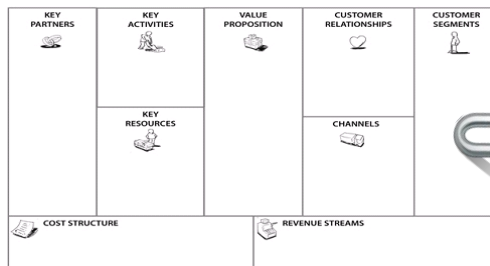 KEY
PARTNERS
KEY
ACTIVITIES
VALUE
PROPOSITION
CUSTOMER
RELATIONSHIPS
CUSTOMER
SEGMENTS
KEY
RESOURCES
CHANNELS
COST STRUCTURE
REVENUE STREAMS